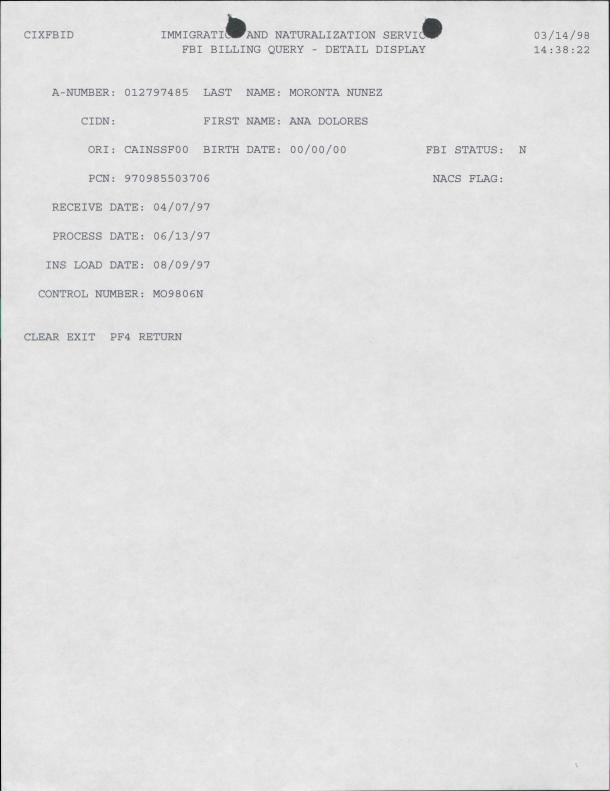 CIXFBID IMMIGRATIO AND NATURALIZATION SERVIC 03/14/98
FBI BILLING QUERY - DETAIL DISPLAY 14:38:22
A-NUMBER: 012797485 LAST NAME: MORONTA NUNEZ
CIDN: FIRST NAME: ANA DOLORES
ORI: CAINSSF00 BIRTH DATE: 00/00/00 FBI STATUS: N
PCN: 970985503706 NACS FLAG:
RECEIVE DATE: 04/07/97
PROCESS DATE: 06/13/97
INS LOAD DATE: 08/09/97
CONTROL NUMBER: MO9806N
CLEAR EXIT PF4 RETURN